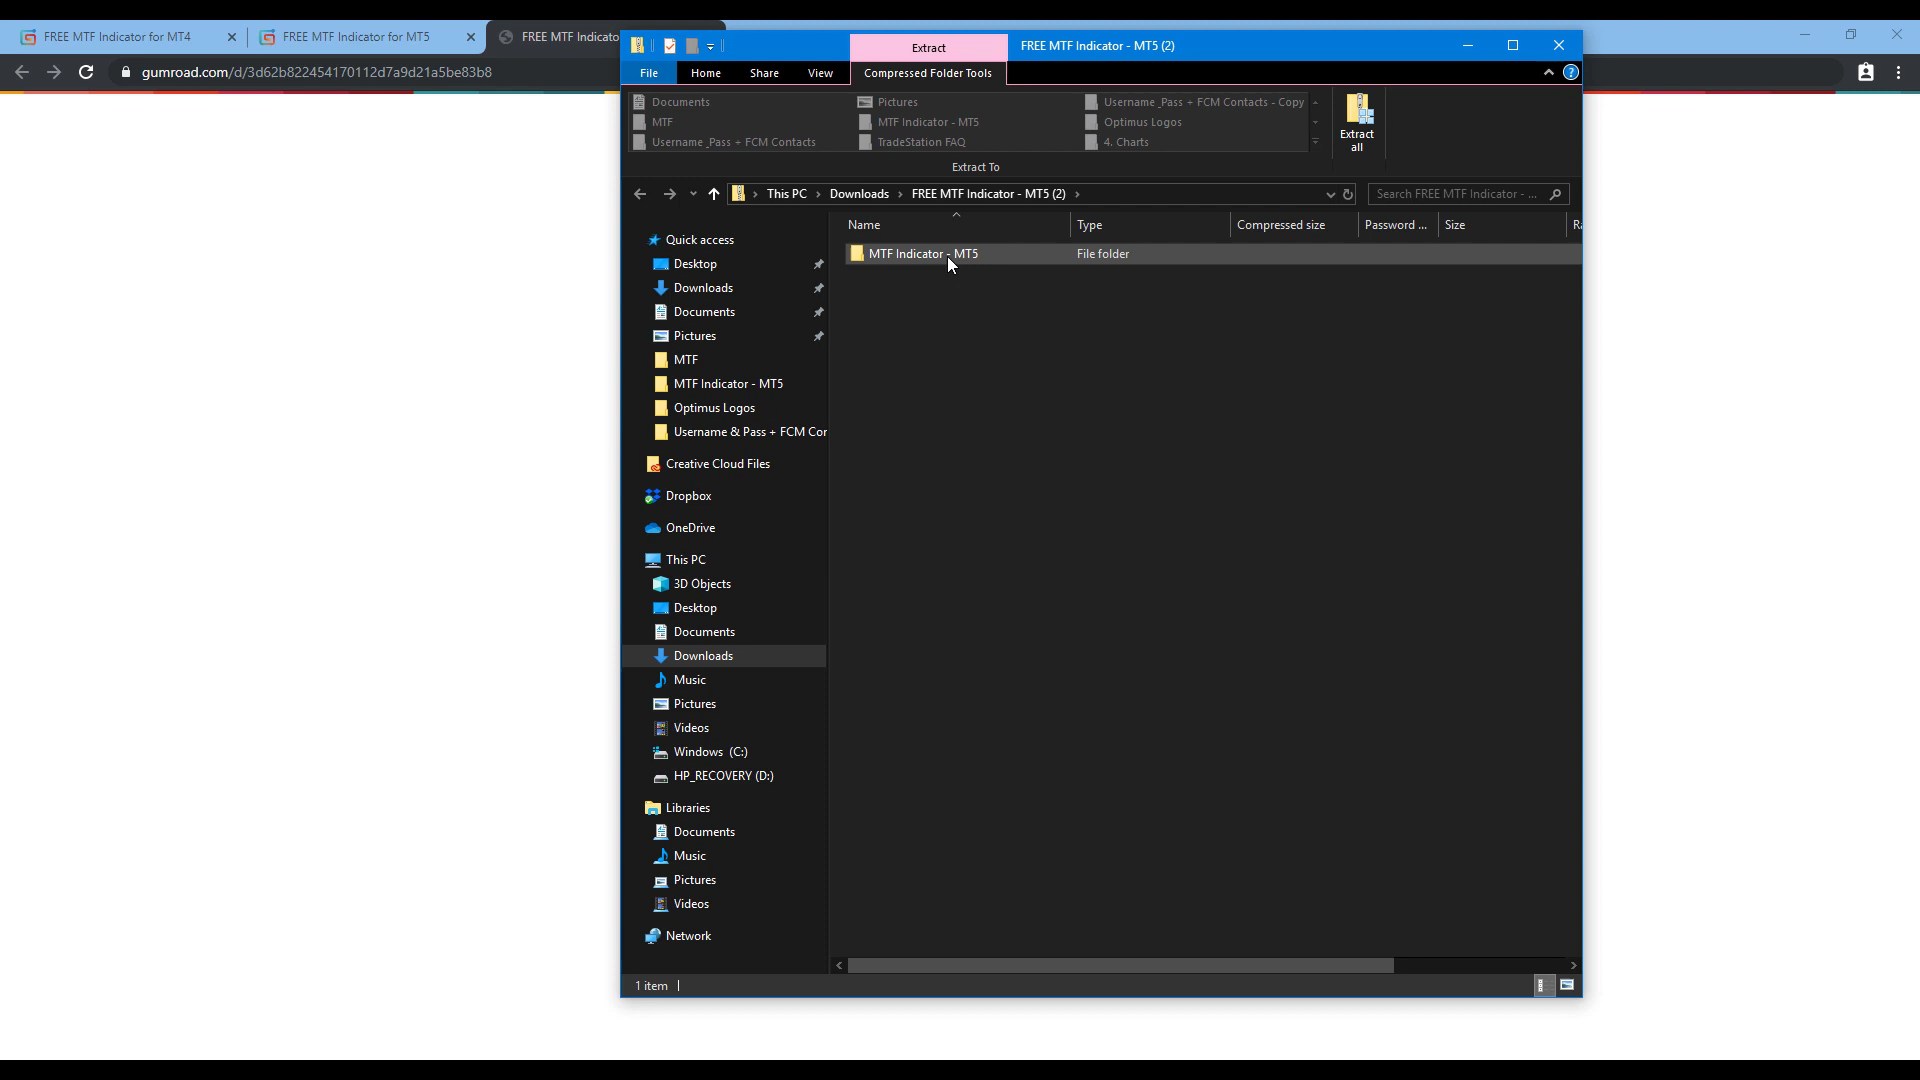 FREE MTF Indicator for MT4
FREE MTF Indicator for MT5
FREE MTF Indicato
gumroad.com/d/3d62b822454170112d7a9d21a5be83b8
Extract
FREE MTF Indicator - MT5 (2)
File
Home
Share
View
Compressed Folder Tools
Documents
Pictures
Username_Pass + FCM Contacts - Copy
MTF
MTF Indicator - MT5
Optimus Logos
Username_Pass + FCM Contacts
TradeStation FAQ
4. Charts
Extract
all
Extract To
This PC
Downloads
FREE MTF Indicator - MT5 (2)
Search FREE MTF Indicator - ...
Name
Type
Compressed size
Password ...
Size
Ra
MTF Indicator - MT5
File folder
Quick access
Desktop
Downloads
Documents
Pictures
MTF
MTF Indicator - MT5
Optimus Logos
Username & Pass + FCM Cor
Creative Cloud Files
Dropbox
OneDrive
This PC
3D Objects
Desktop
Documents
Downloads
Music
Pictures
Videos
Windows (C:)
HP_RECOVERY (D:)
Libraries
Documents
Music
Pictures
Videos
Network
1 item